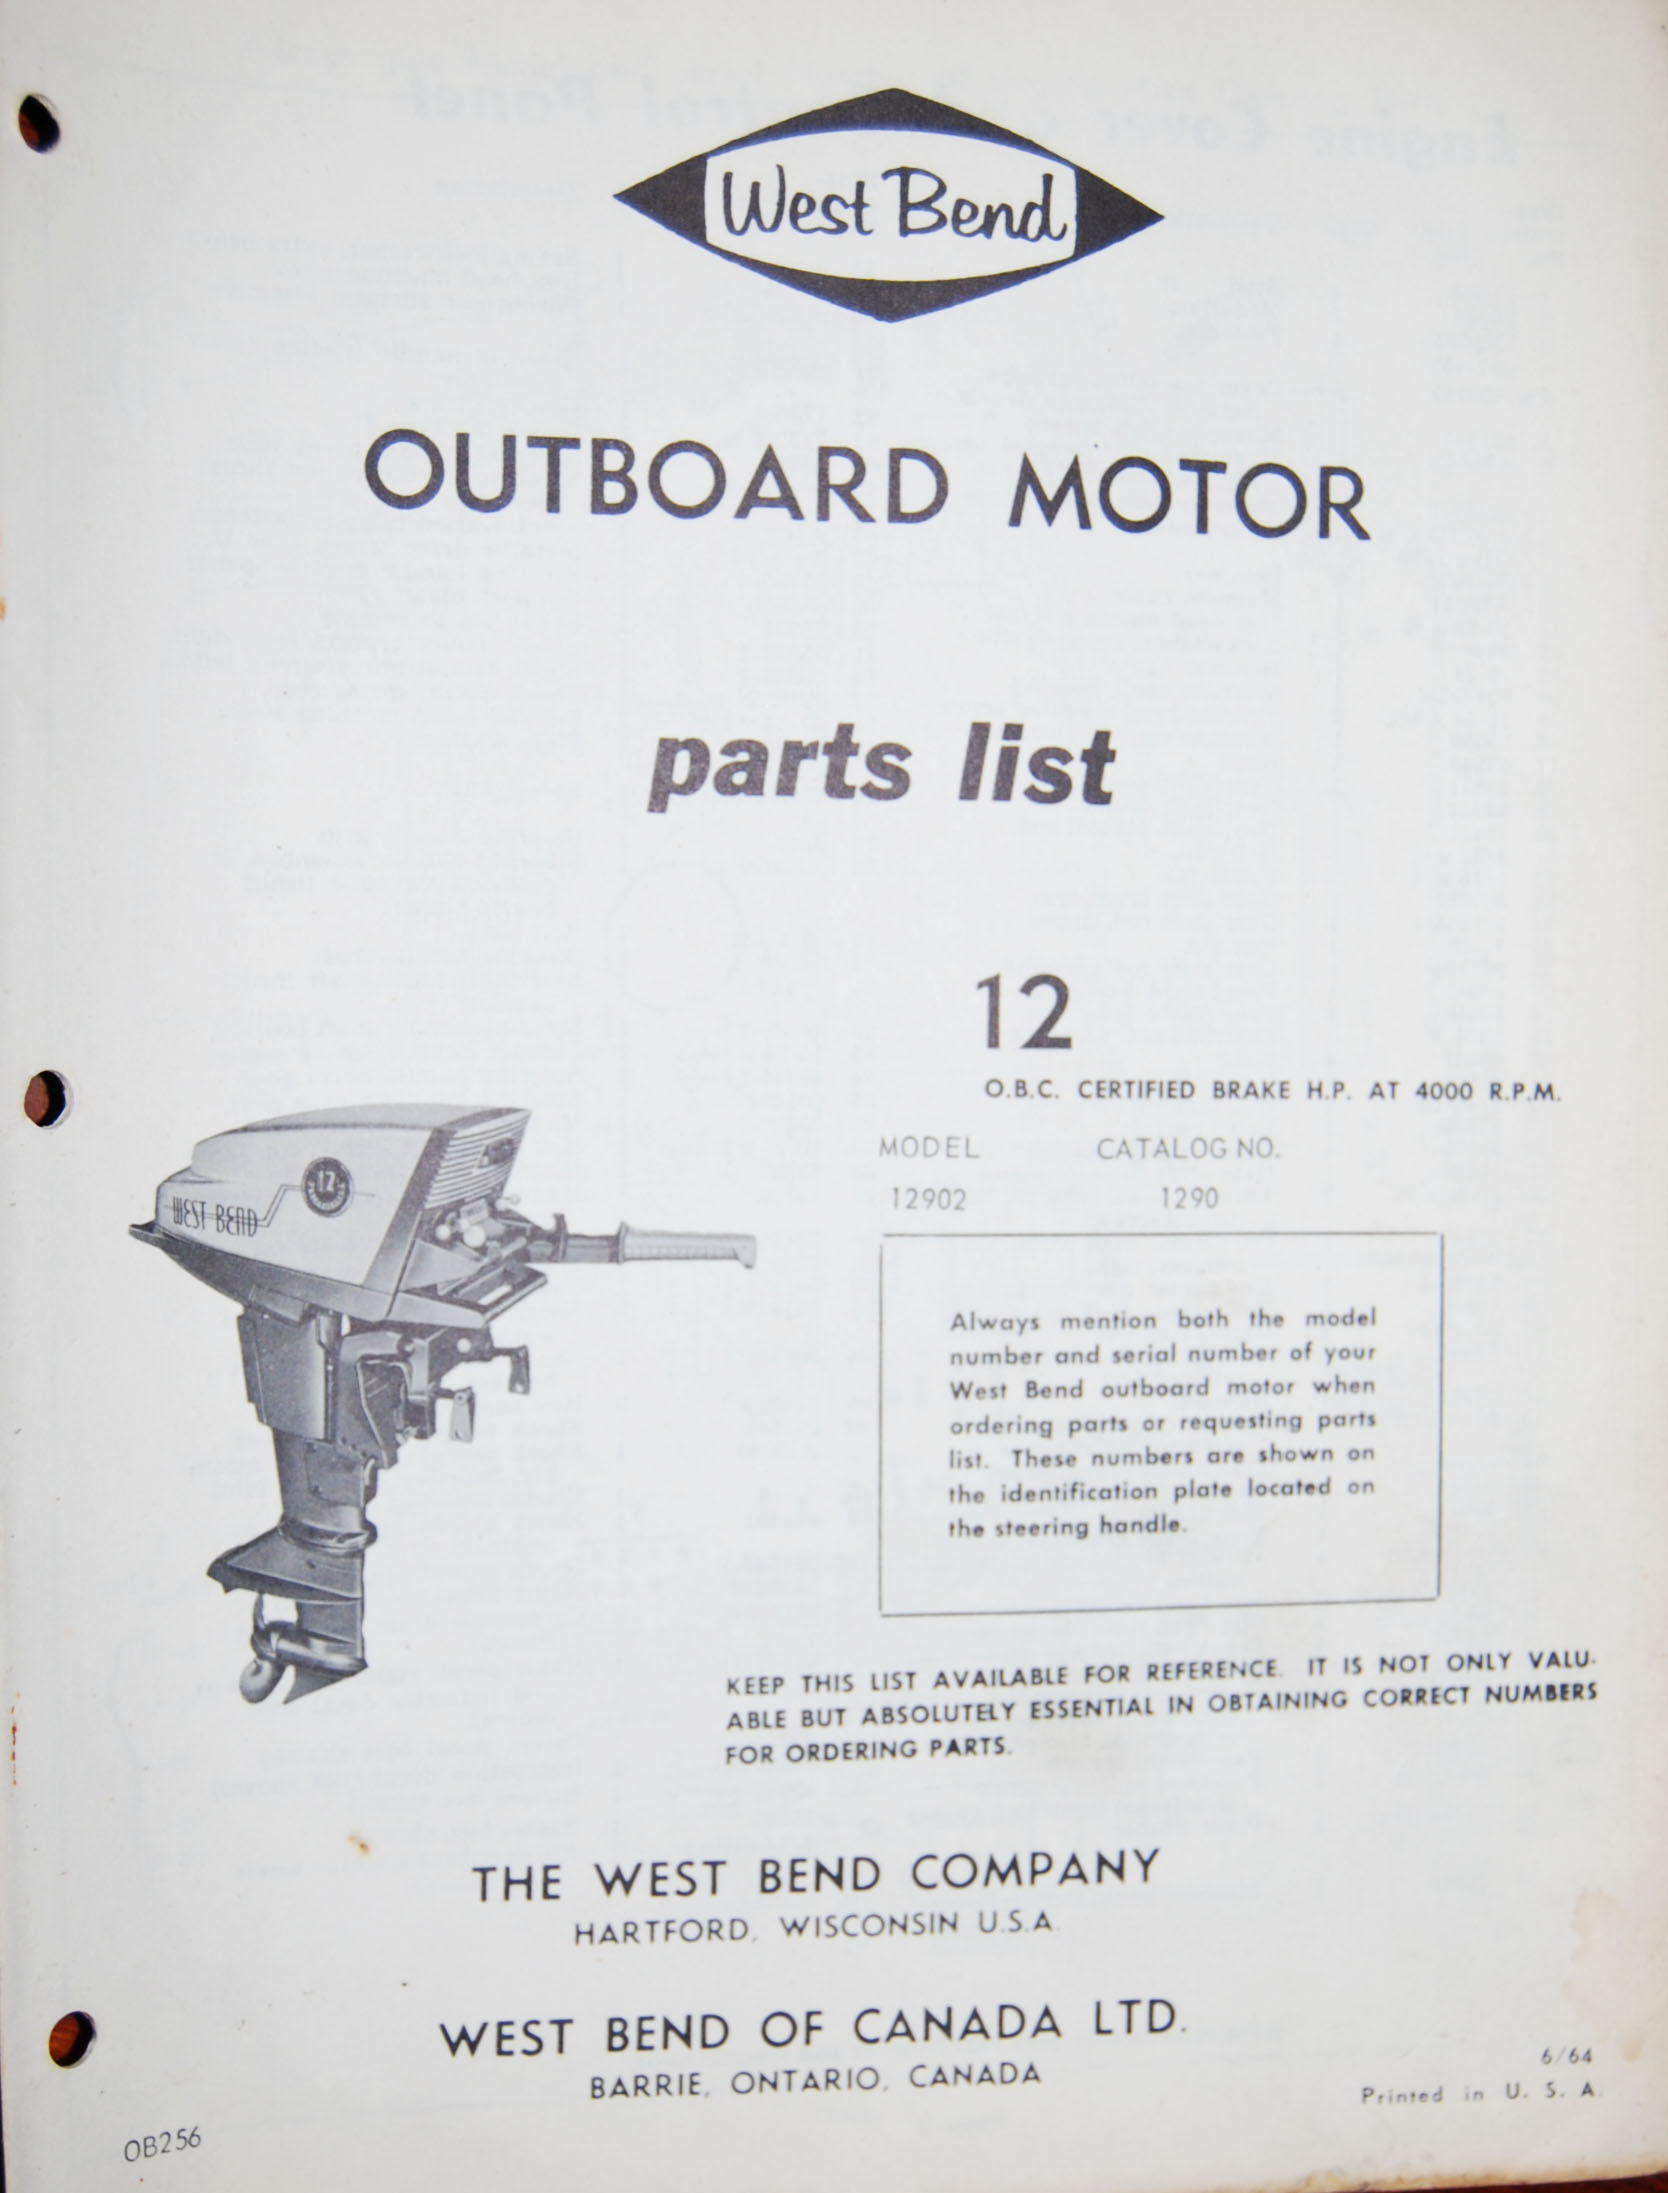 West Bend
OUTBOARD MOTOR
parts list
12
O.B.C. CERTIFIED BRAKE H.P. AT 4000 R.P.M.
MODEL CATALOG NO.
12902 1290
12
WEST BEND
Always mention both the model
number and serial number of your
West Bend outboard motor when
ordering parts or requesting parts
list. These numbers are shown on
the identification plate located on
the steering handle.
KEEP THIS LIST AVAILABLE FOR REFERENCE. IT IS NOT ONLY VALU-
ABLE BUT ABSOLUTELY ESSENTIAL IN OBTAINING CORRECT NUMBERS
FOR ORDERING PARTS.
THE WEST BEND COMPANY
HARTFORD, WISCONSIN U.S.A.
WEST BEND OF CANADA LTD.
BARRIE, ONTARIO, CANADA
6/64
Printed in U. S. A.
OB256